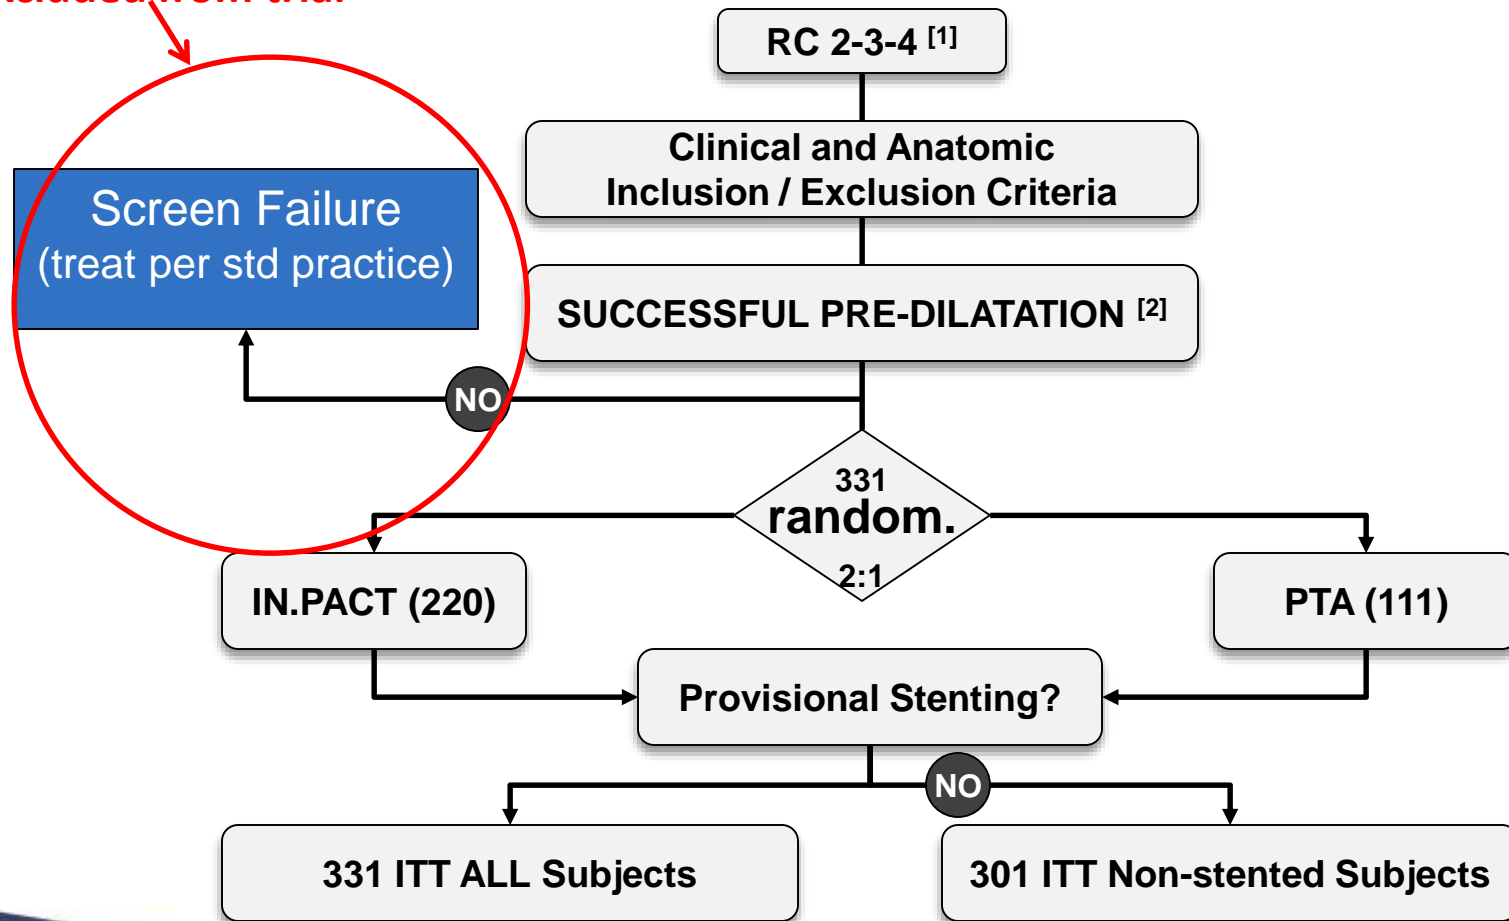 from trial
RC 2-3-4 [1]
Clinical and Anatomic
Inclusion / Exclusion Criteria
Screen Failure
(treat per std practice)
SUCCESSFUL PRE-DILATATION [2]
NO
331
random.
2:1
IN.PACT (220)
PTA (111)
Provisional Stenting?
NO
331 ITT ALL Subjects
301 ITT Non-stented Subjects